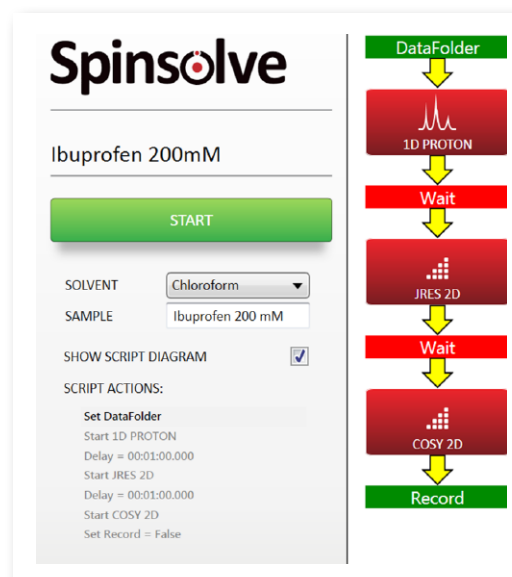 Spinsolve
Ibuprofen 200mM
START
SOLVENT
Chloroform
SAMPLE
Ibuprofen 200 mM
SHOW SCRIPT DIAGRAM
SCRIPT ACTIONS:
Set DataFolder
Start 1D PROTON
Delay = 00:01:00.000
Start JRES 2D
Delay = 00:01:00.000
Start COSY 2D
Set Record = False
DataFolder
1D PROTON
Wait
JRES 2D
Wait
COSY 2D
Record